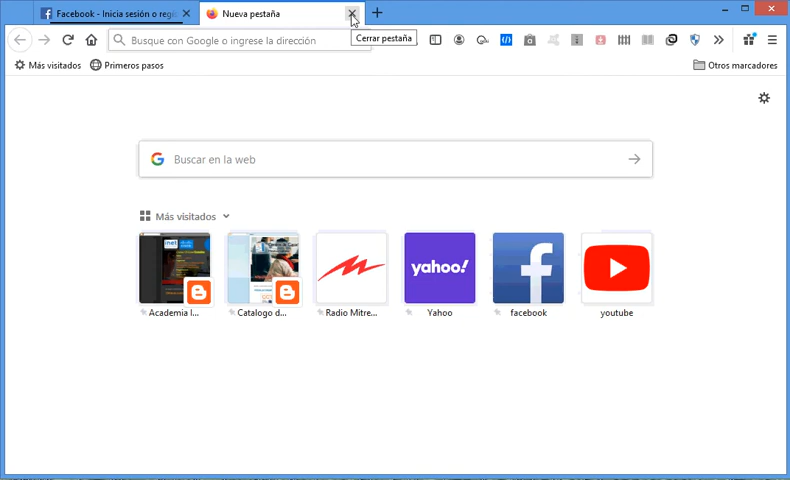 Facebook - Inicia sesión o regi
Nueva pestaña
Busque con Google o ingrese la dirección
Cerrar pestaña
Más visitados
Primeros pasos
Otros marcadores
Buscar en la web
Más visitados
yahoo!
Academia I...
Catalogo d...
Radio Mitre...
Yahoo
facebook
youtube